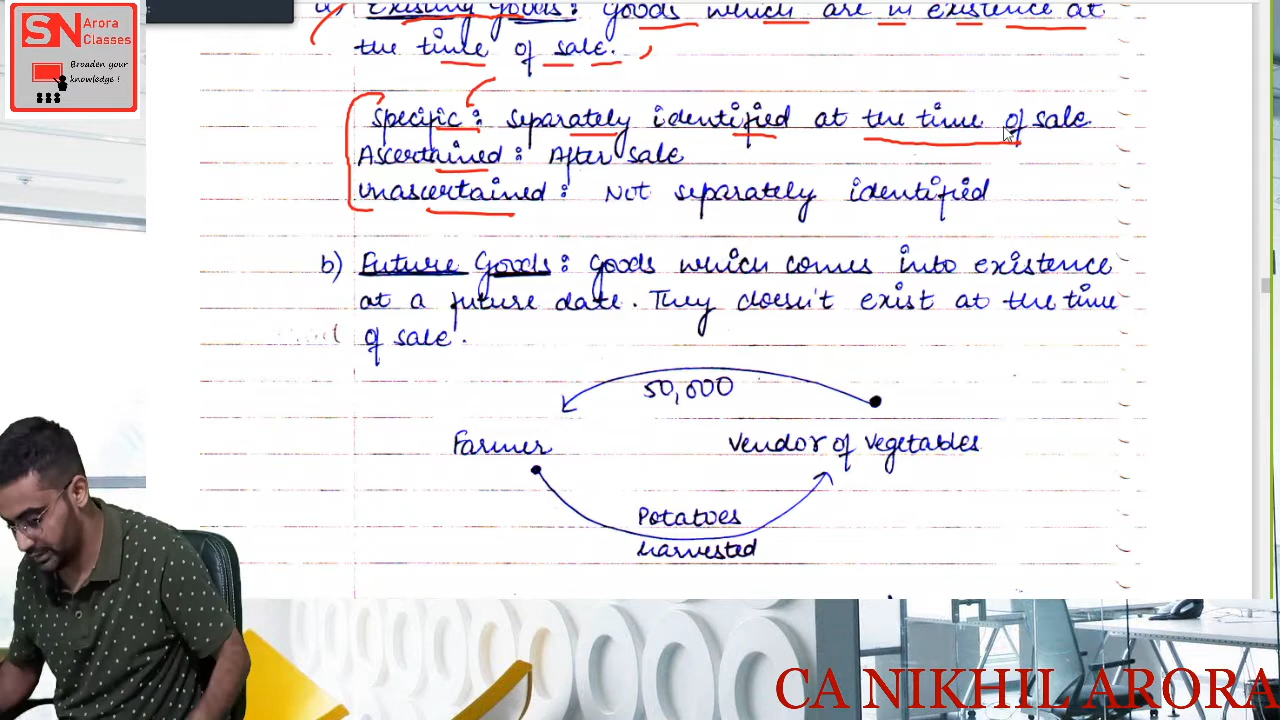 SN Arora
Classes
Broaden your
knowledge !
a) Existing Goods: Goods which are in existence at
the time of sale.
Specific: separately identified at the time of sale
Ascertained: After sale
Unascertained: Not separately identified
b) Future Goods: Goods which comes into existence
at a future date. They doesn't exist at the time
of sale.
50,000
Farmer
Vendor of vegetables
Potatoes
harvested
CA NIKHIL ARORA